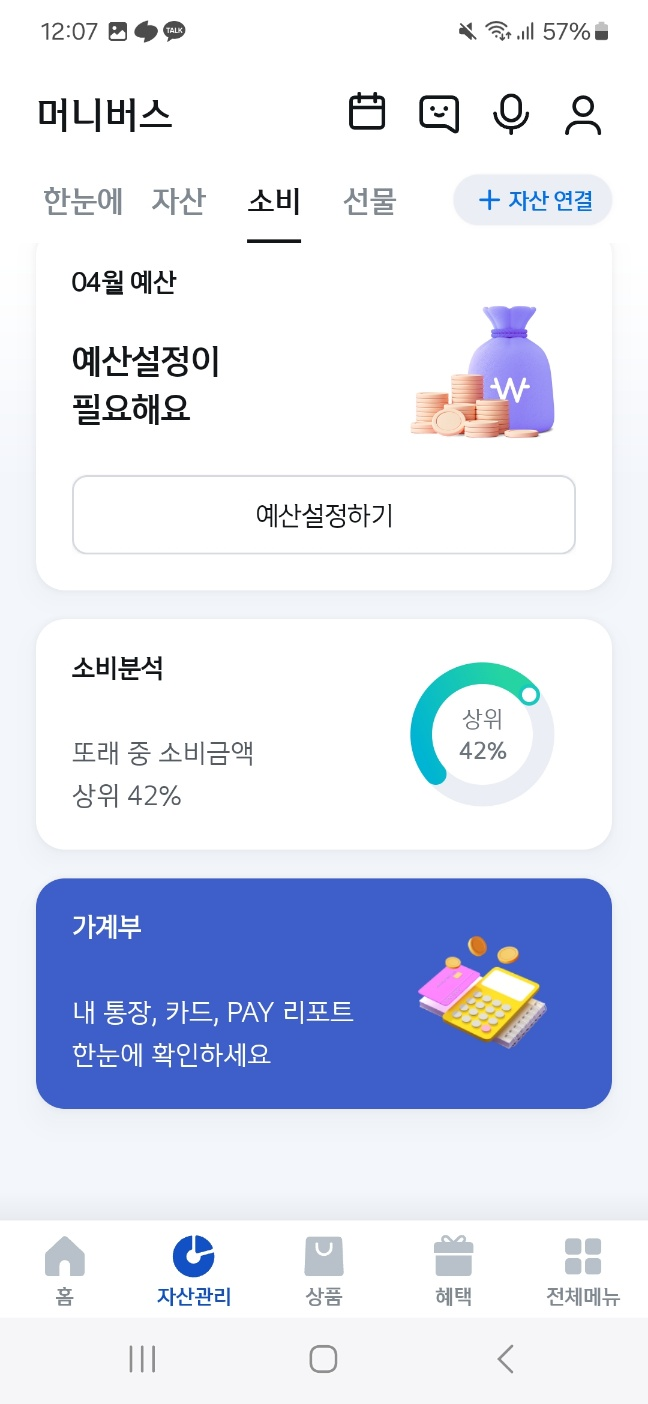 12:07 TALK 57%
머니버스
한눈에 자산 소비 선물 + 자산 연결
04월 예산
예산설정이
필요해요
₩
예산설정하기
소비분석
또래 중 소비금액
상위 42%
상위
42%
가계부
내 통장, 카드, PAY 리포트
한눈에 확인하세요
홈 자산관리 상품 혜택 전체메뉴